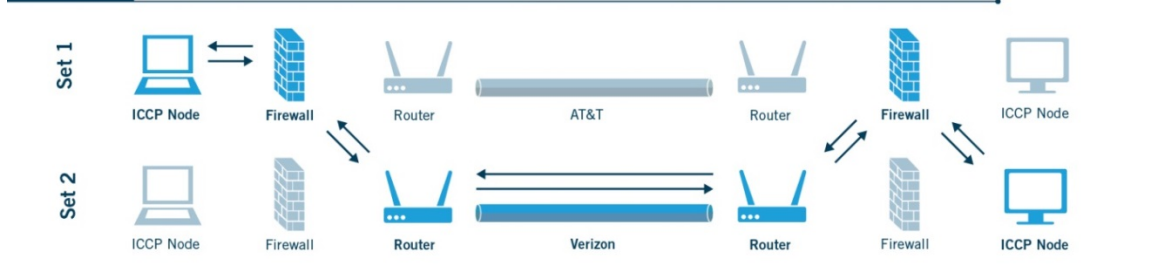 Set 1
ICCP Node
Firewall
Router
AT&T
Router
Firewall
ICCP Node
Set 2
ICCP Node
Firewall
Router
Verizon
Router
Firewall
ICCP Node